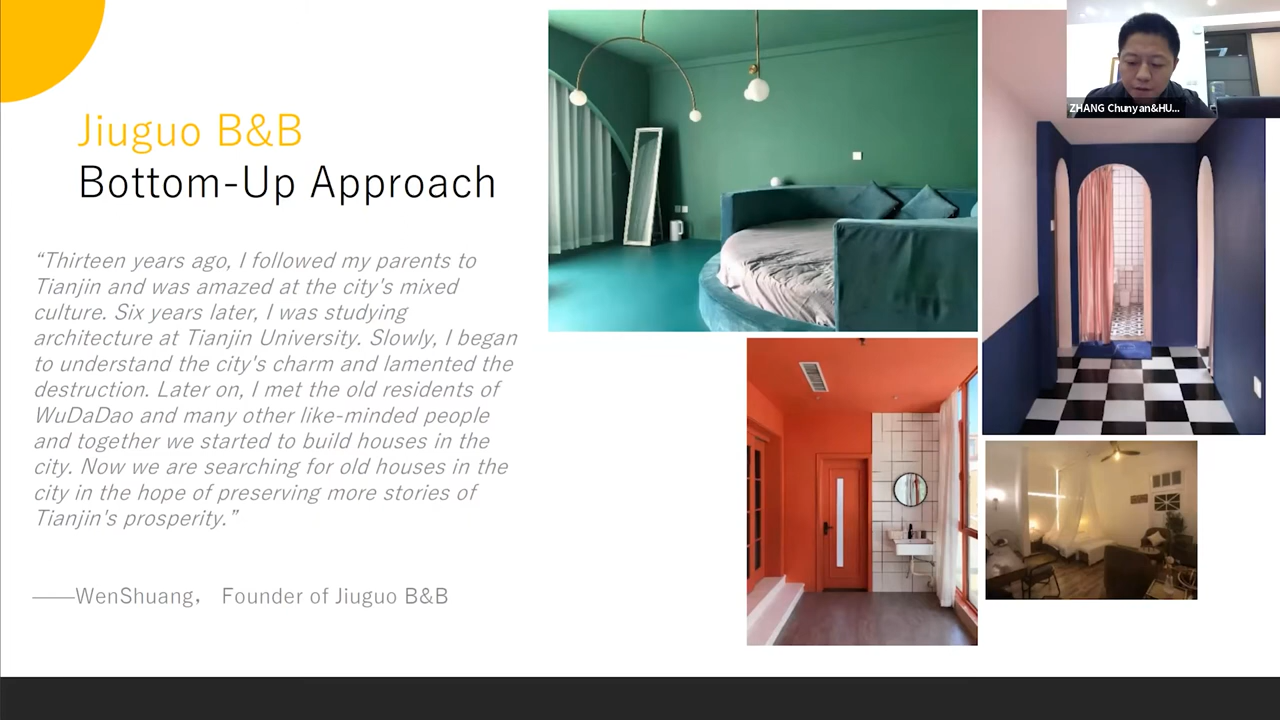 Jiuguo B&B
Bottom-Up Approach
“Thirteen years ago, I followed my parents to
Tianjin and was amazed at the city's mixed
culture. Six years later, I was studying
architecture at Tianjin University. Slowly, I began
to understand the city's charm and lamented the
destruction. Later on, I met the old residents of
WuDaDao and many other like-minded people
and together we started to build houses in the
city. Now we are searching for old houses in the
city in the hope of preserving more stories of
Tianjin's prosperity.”
——WenShuang， Founder of Jiuguo B&B
ZHANG Chunyan&HU...